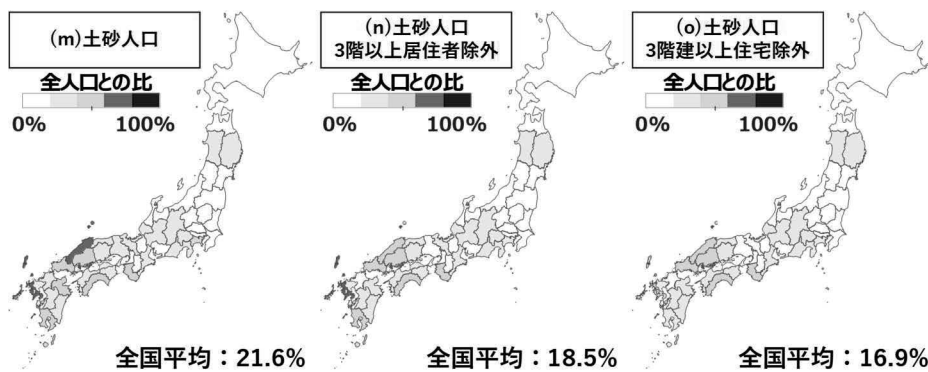 (m)土砂人口
全人口との比
0% 100%
全国平均：21.6%
(n)土砂人口
3階以上居住者除外
全人口との比
0% 100%
全国平均：18.5%
(o)土砂人口
3階建以上住宅除外
全人口との比
0% 100%
全国平均：16.9%